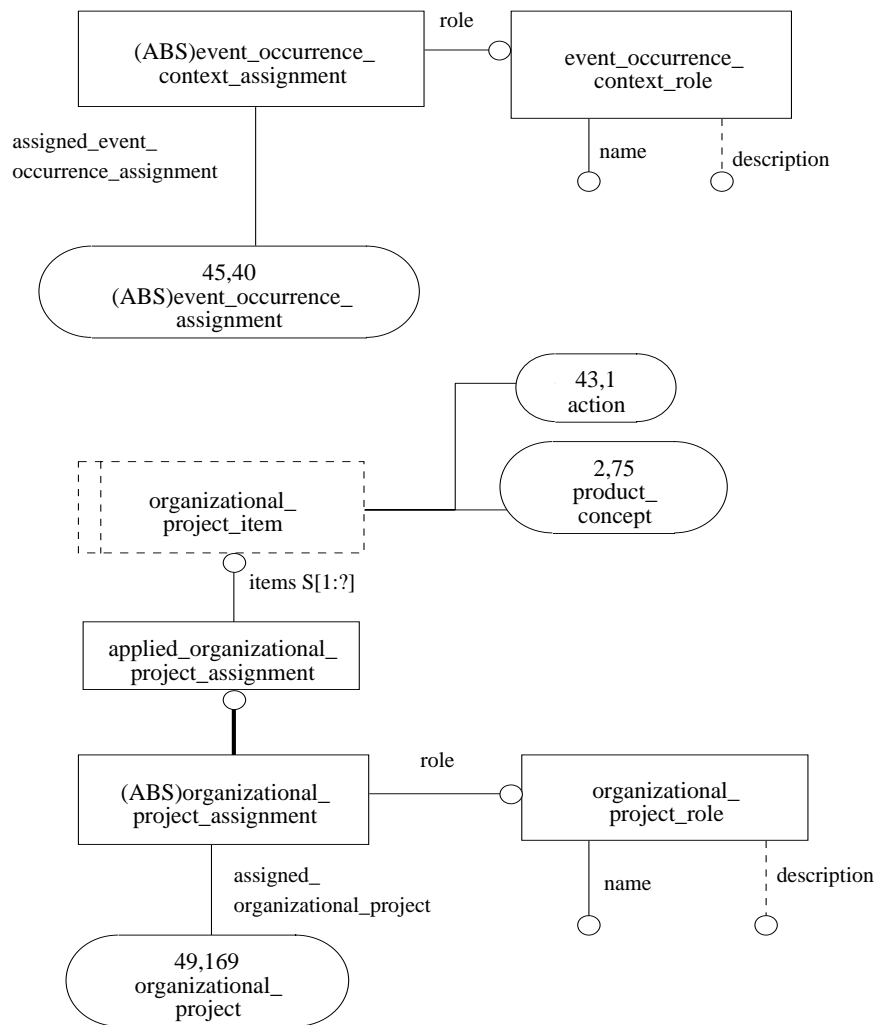 role
(ABS)event_occurrence_
context_assignment
event_occurrence_
context_role
assigned_event_
occurrence_assignment
name
description
45,40
(ABS)event_occurrence_
assignment
43,1
action
2,75
product_
concept
organizational_
project_item
items S[1:?]
applied_organizational_
project_assignment
role
(ABS)organizational_
project_assignment
organizational_
project_role
assigned_
organizational_project
name
description
49,169
organizational_
project